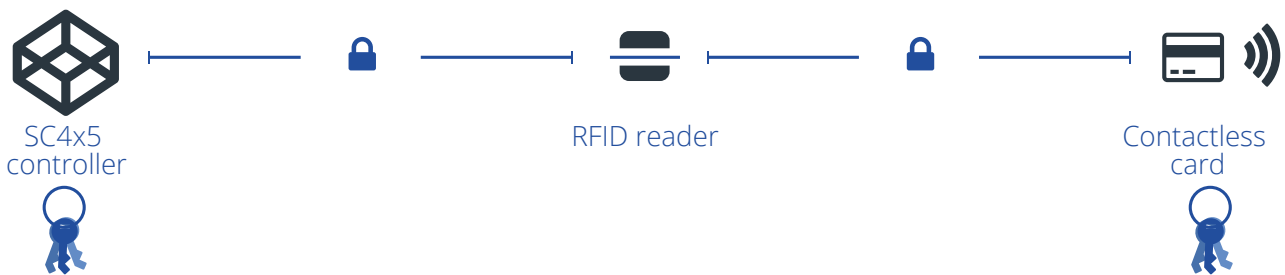 SC4x5
controller
RFID reader
Contactless
card